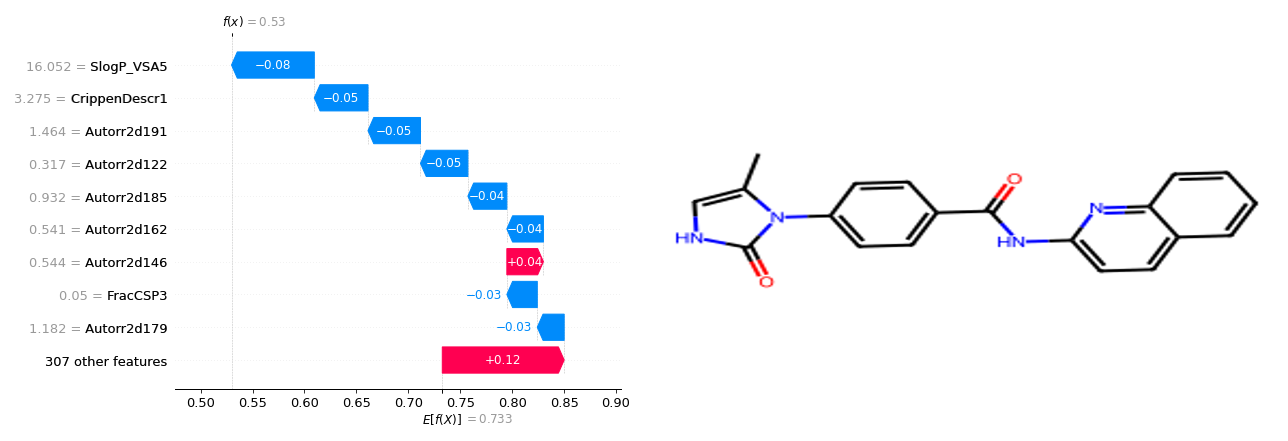 f(x) = 0.53
16.052 = SlogP_VSA5
−0.08
3.275 = CrippenDescr1
−0.05
1.464 = Autorr2d191
−0.05
0.317 = Autorr2d122
−0.05
0.932 = Autorr2d185
−0.04
0.541 = Autorr2d162
−0.04
0.544 = Autorr2d146
+0.04
0.05 = FracCSP3
−0.03
1.182 = Autorr2d179
−0.03
307 other features
+0.12
0.50 0.55 0.60 0.65 0.70 0.75 0.80 0.85 0.90
E[f(X)] = 0.733
HN
O
N
O
HN
N